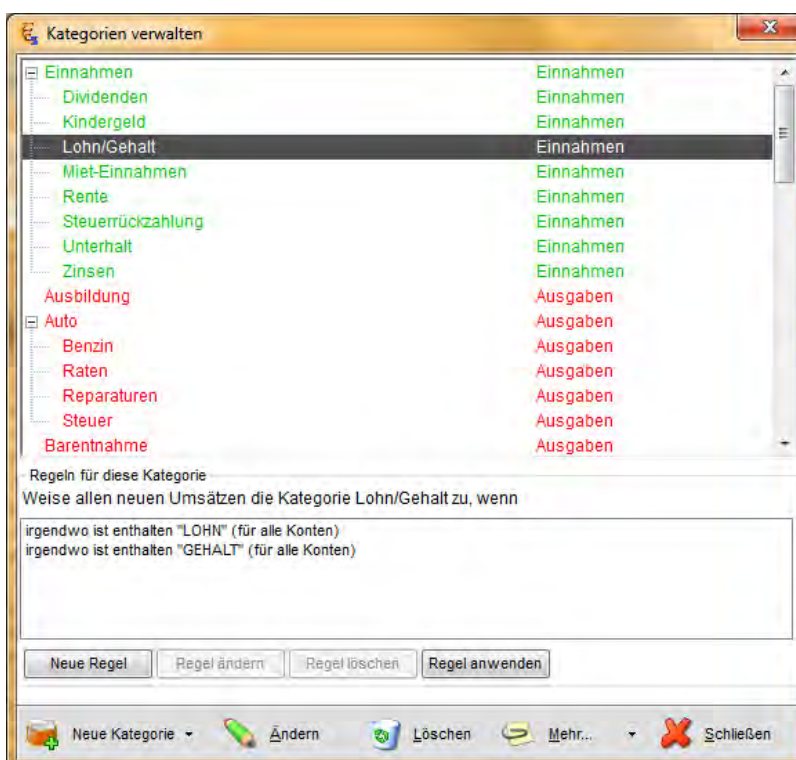 Kategorien verwalten
Einnahmen Einnahmen
Dividenden Einnahmen
Kindergeld Einnahmen
Lohn/Gehalt Einnahmen
Miet-Einnahmen Einnahmen
Rente Einnahmen
Steuerrückzahlung Einnahmen
Unterhalt Einnahmen
Zinsen Einnahmen
Ausbildung Ausgaben
Auto Ausgaben
Benzin Ausgaben
Raten Ausgaben
Reparaturen Ausgaben
Steuer Ausgaben
Barentnahme Ausgaben
Regeln für diese Kategorie
Weise allen neuen Umsätzen die Kategorie Lohn/Gehalt zu, wenn
irgendwo ist enthalten "LOHN" (für alle Konten)
irgendwo ist enthalten "GEHALT" (für alle Konten)
Neue Regel Regel ändern Regel löschen Regel anwenden
Neue Kategorie Ändern Löschen Mehr... Schließen